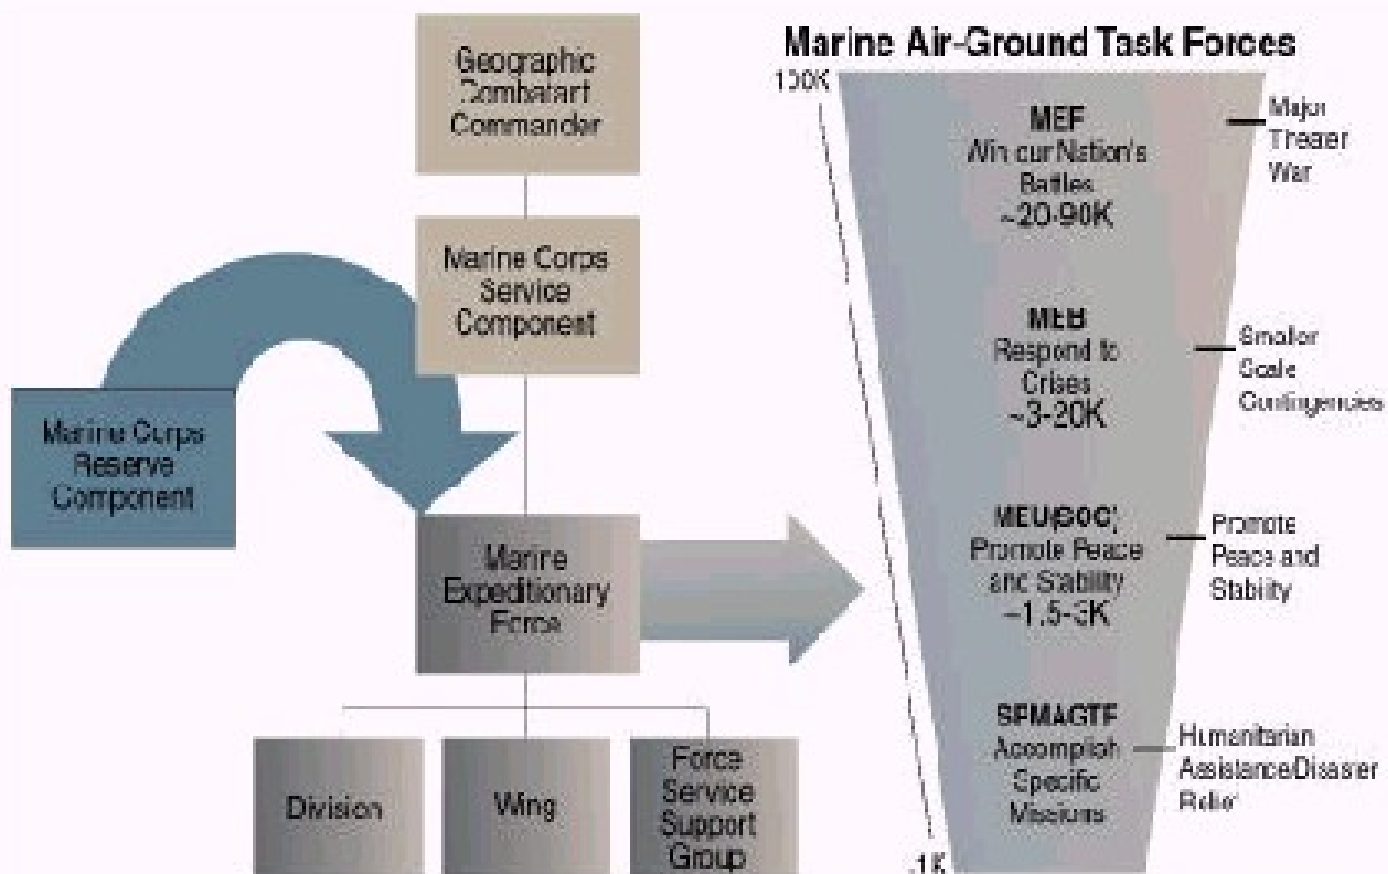 Geographic
Combatant
Commander
Marine Corps
Service
Component
Marine Corps
Reserve
Component
Marine
Expeditionary
Force
Division
Wing
Force
Service
Support
Group
Marine Air-Ground Task Forces
100K
MEF
Win our Nation's
Battles
~20-90K
Major
Theater
War
MEB
Respond to
Crises
~3-20K
Smaller
Scale
Contingencies
MEU(SOC)
Promote Peace
and Stability
~1.5-3K
Promote
Peace and
Stability
SPMAGTF
Accomplish
Specific
Missions
Humanitarian
Assistance/Disaster
Relief
.1K